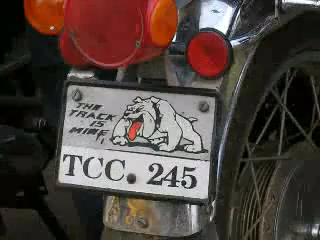 THE
TRACK
IS
MINE!
TCC. 245